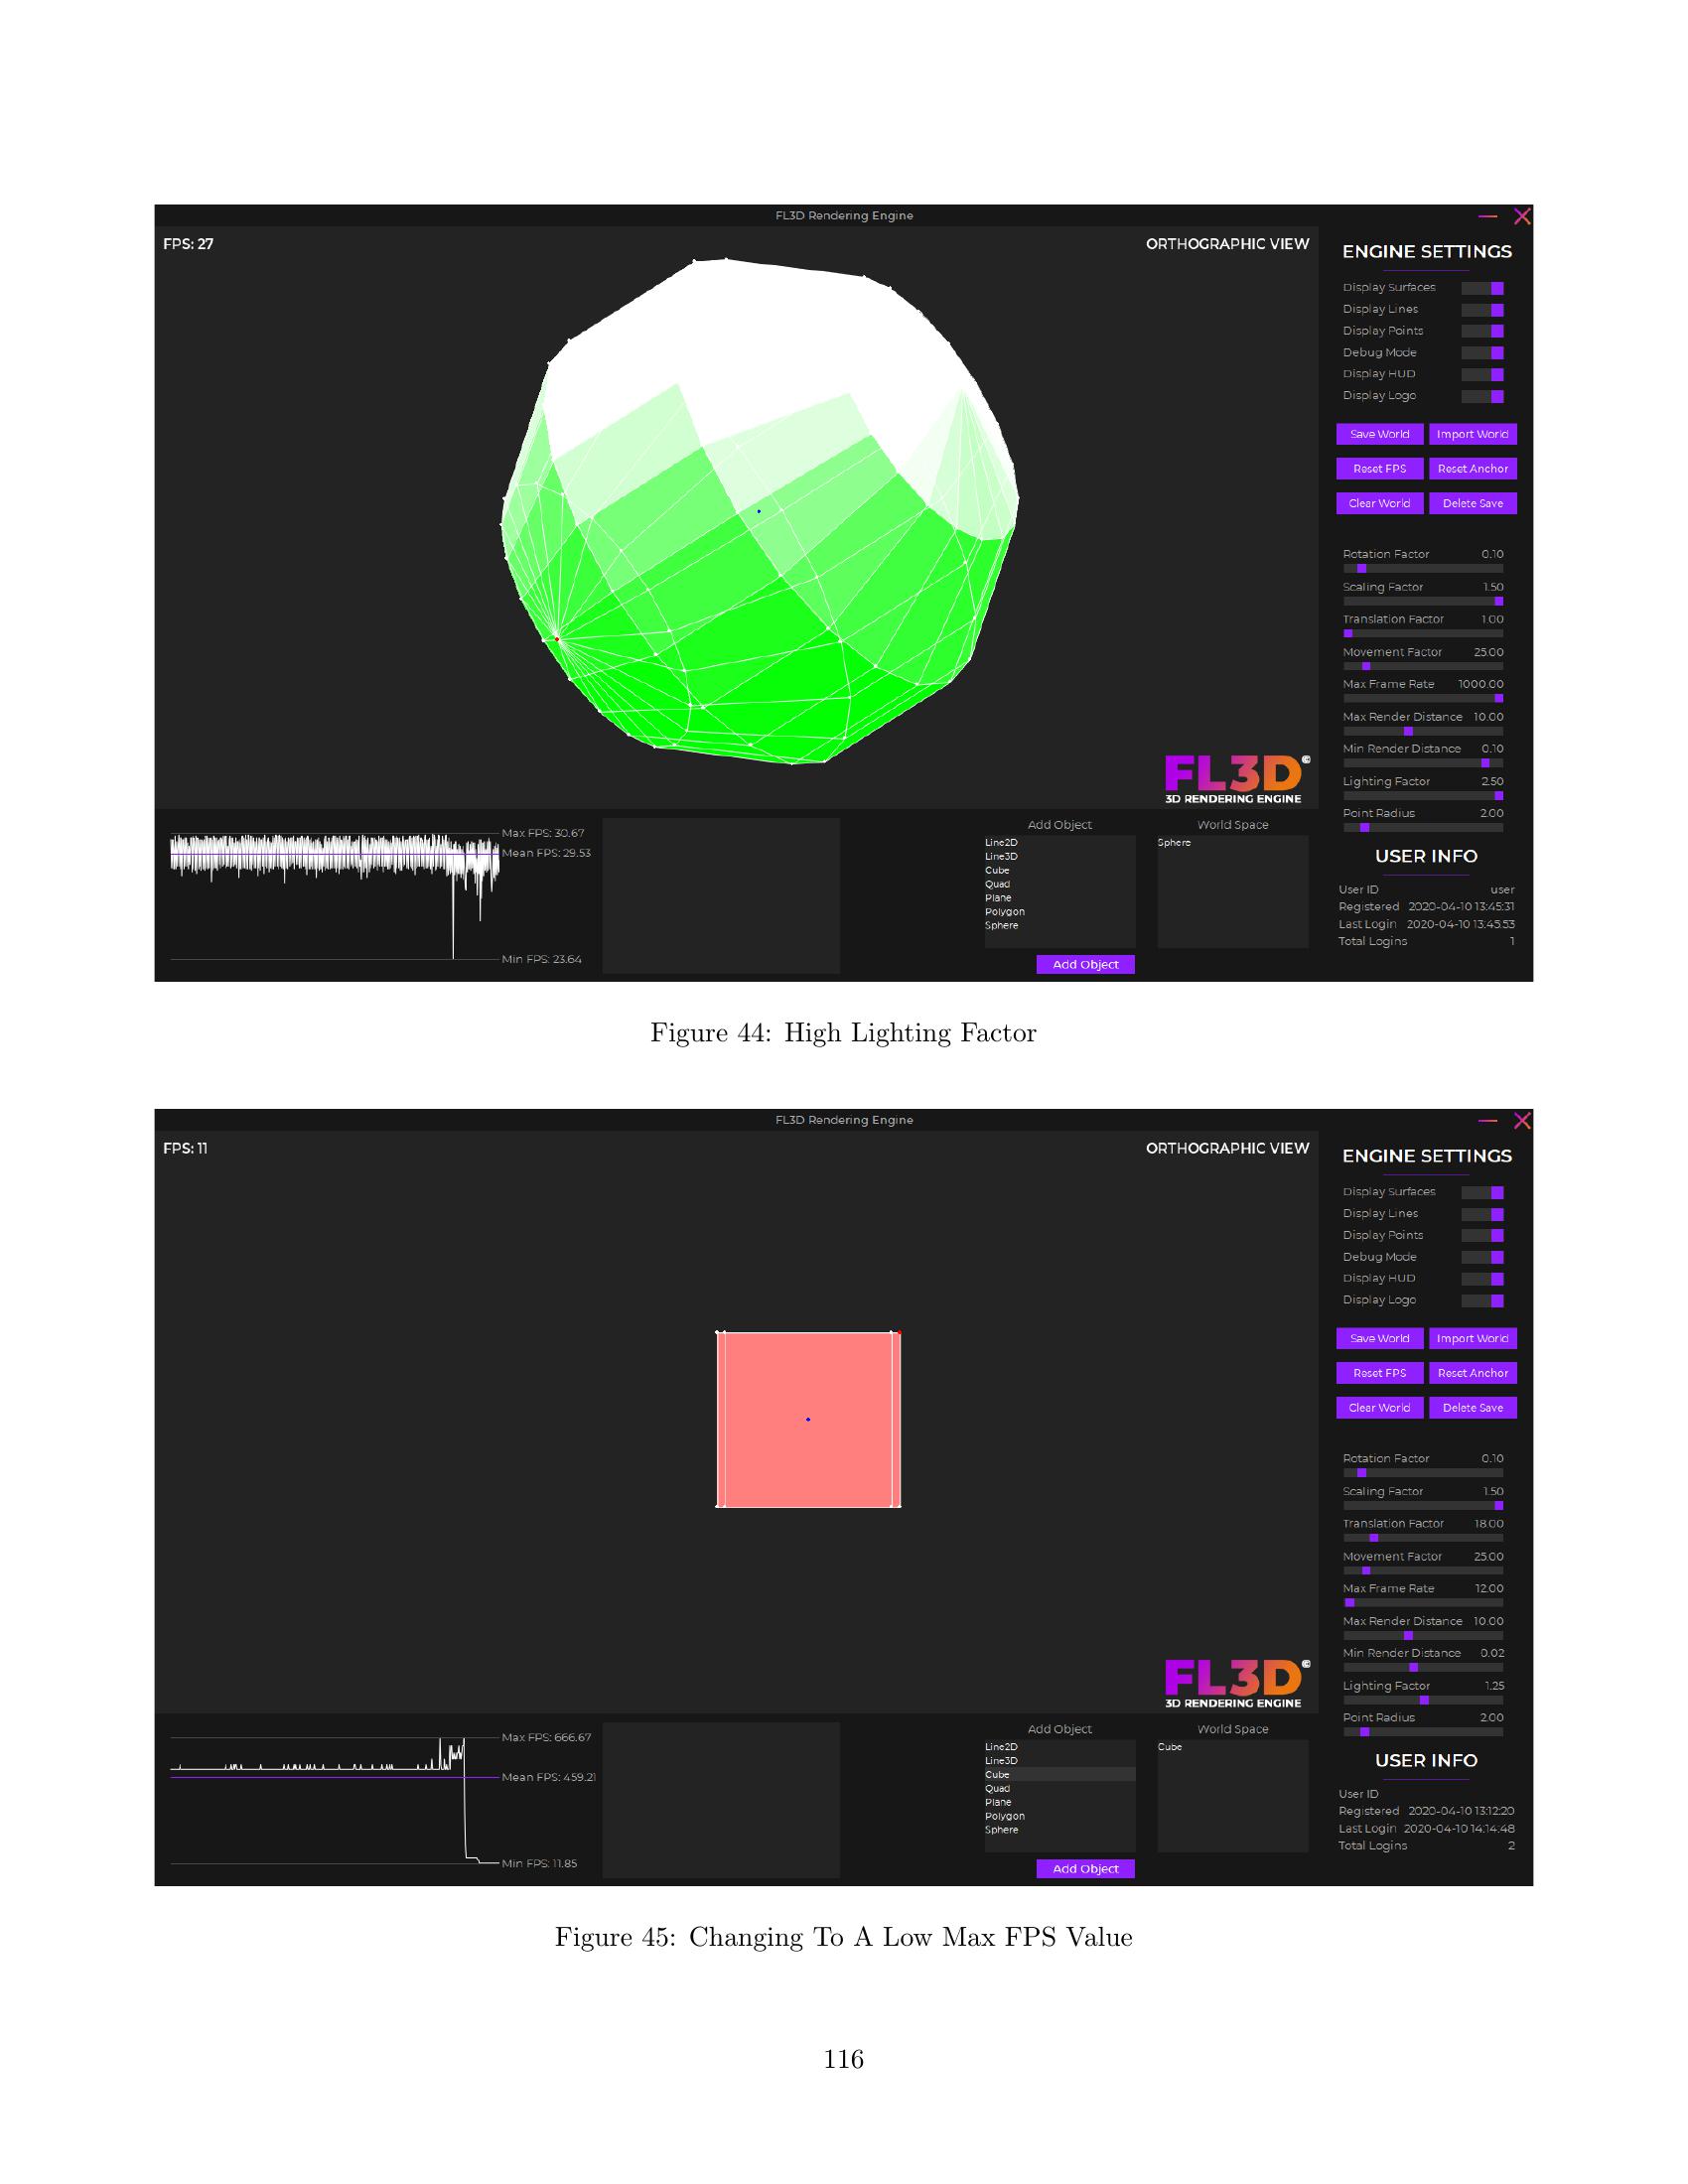 FL3D Rendering Engine
FPS: 27
ORTHOGRAPHIC VIEW
ENGINE SETTINGS
Display Surfaces
Display Lines
Display Points
Debug Mode
Display HUD
Display Logo
Save World Import World
Reset FPS Reset Anchor
Clear World Delete Save
Rotation Factor 0.10
Scaling Factor 1.50
Translation Factor 1.00
Movement Factor 25.00
Max Frame Rate 1000.00
Max Render Distance 10.00
Min Render Distance 0.10
Lighting Factor 2.50
Point Radius 2.00
FL3D©
3D RENDERING ENGINE
Max FPS: 30.67
Mean FPS: 29.53
Min FPS: 23.64
Add Object
Line2D
Line3D
Cube
Quad
Plane
Polygon
Sphere
Add Object
World Space
Sphere
USER INFO
User ID user
Registered 2020-04-10 13:45:31
Last Login 2020-04-10 13:45:53
Total Logins 1
Figure 44: High Lighting Factor
FL3D Rendering Engine
FPS: 11
ORTHOGRAPHIC VIEW
ENGINE SETTINGS
Display Surfaces
Display Lines
Display Points
Debug Mode
Display HUD
Display Logo
Save World Import World
Reset FPS Reset Anchor
Clear World Delete Save
Rotation Factor 0.10
Scaling Factor 1.50
Translation Factor 18.00
Movement Factor 25.00
Max Frame Rate 12.00
Max Render Distance 10.00
Min Render Distance 0.02
Lighting Factor 1.25
Point Radius 2.00
FL3D©
3D RENDERING ENGINE
Max FPS: 666.67
Mean FPS: 459.21
Min FPS: 11.85
Add Object
Line2D
Line3D
Cube
Quad
Plane
Polygon
Sphere
Add Object
World Space
Cube
USER INFO
User ID
Registered 2020-04-10 13:12:20
Last Login 2020-04-10 14:14:48
Total Logins 2
Figure 45: Changing To A Low Max FPS Value
116